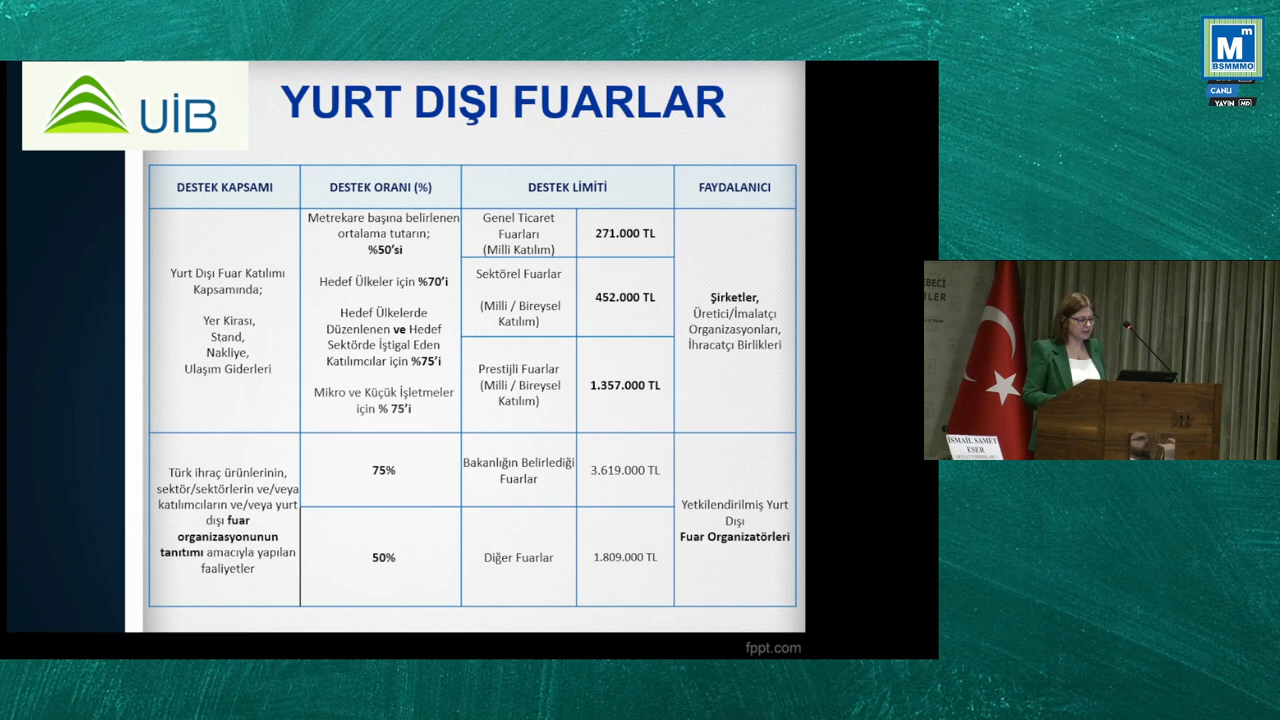 UİB
YURT DIŞI FUARLAR
DESTEK KAPSAMI
DESTEK ORANI (%)
DESTEK LİMİTİ
FAYDALANICI
Yurt Dışı Fuar Katılımı
Kapsamında;
Yer Kirası,
Stand,
Nakliye,
Ulaşım Giderleri
Metrekare başına belirlenen
ortalama tutarın;
%50’si
Hedef Ülkeler için %70’i
Hedef Ülkelerde
Düzenlenen ve Hedef
Sektörde İştigal Eden
Katılımcılar için %75’i
Mikro ve Küçük İşletmeler
için % 75’i
Genel Ticaret
Fuarları
(Milli Katılım)
271.000 TL
Sektörel Fuarlar
(Milli / Bireysel
Katılım)
452.000 TL
Prestijli Fuarlar
(Milli / Bireysel
Katılım)
1.357.000 TL
Şirketler,
Üretici/İmalatçı
Organizasyonları,
İhracatçı Birlikleri
Türk ihraç ürünlerinin,
sektör/sektörlerin ve/veya
katılımcıların ve/veya yurt
dışı fuar
organizasyonunun
tanıtımı amacıyla yapılan
faaliyetler
75%
Bakanlığın Belirlediği
Fuarlar
3.619.000 TL
50%
Diğer Fuarlar
1.809.000 TL
Yetkilendirilmiş Yurt
Dışı
Fuar Organizatörleri
fppt.com
Mm
BSMMMO
CANLI
YAYIN HD
İSMAİL SAMET
ESER